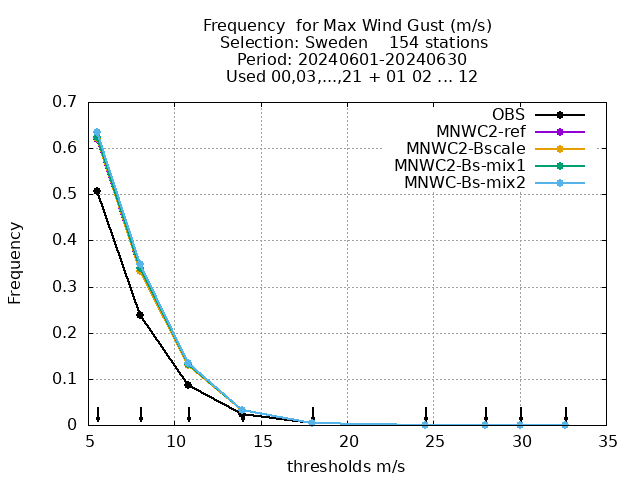 Frequency  for Max Wind Gust (m/s)
Selection: Sweden    154 stations
Period: 20240601-20240630
Used 00,03,...,21 + 01 02 ... 12
OBS
MNWC2-ref
MNWC2-Bscale
MNWC2-Bs-mix1
MNWC-Bs-mix2
Frequency
0.7
0.6
0.5
0.4
0.3
0.2
0.1
0
5 10 15 20 25 30 35
thresholds m/s